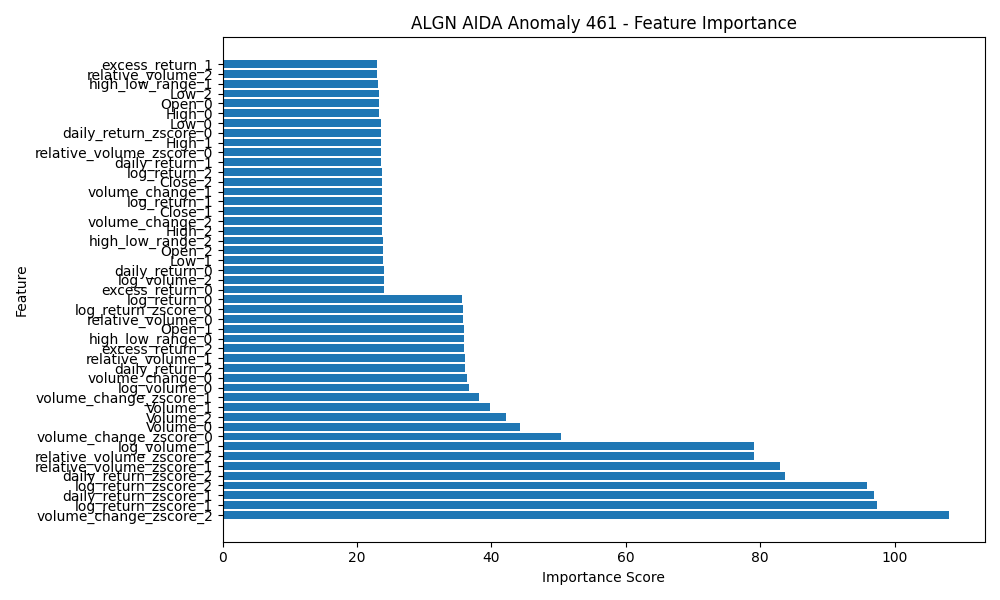 ALGN AIDA Anomaly 461 - Feature Importance
excess_return_1
relative_volume_2
high_low_range_1
Low_2
Open_0
High_0
Low_0
daily_return_zscore_0
High_1
relative_volume_zscore_0
daily_return_1
log_return_2
Close_2
volume_change_1
log_return_1
Close_1
volume_change_2
High_2
high_low_range_2
Open_2
Low_1
daily_return_0
log_volume_2
excess_return_0
log_return_0
log_return_zscore_0
relative_volume_0
Open_1
high_low_range_0
excess_return_2
relative_volume_1
daily_return_2
volume_change_0
log_volume_0
volume_change_zscore_1
Volume_1
Volume_2
Volume_0
volume_change_zscore_0
log_volume_1
relative_volume_zscore_2
relative_volume_zscore_1
daily_return_zscore_2
log_return_zscore_2
daily_return_zscore_1
log_return_zscore_1
volume_change_zscore_2
Feature
0 20 40 60 80 100
Importance Score